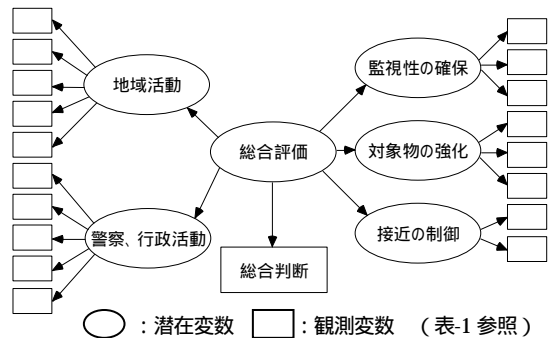 地域活動
監視性の確保
総合評価
対象物の強化
警察、行政活動
接近の制御
総合判断
：潜在変数 ：観測変数 （表-1 参照）